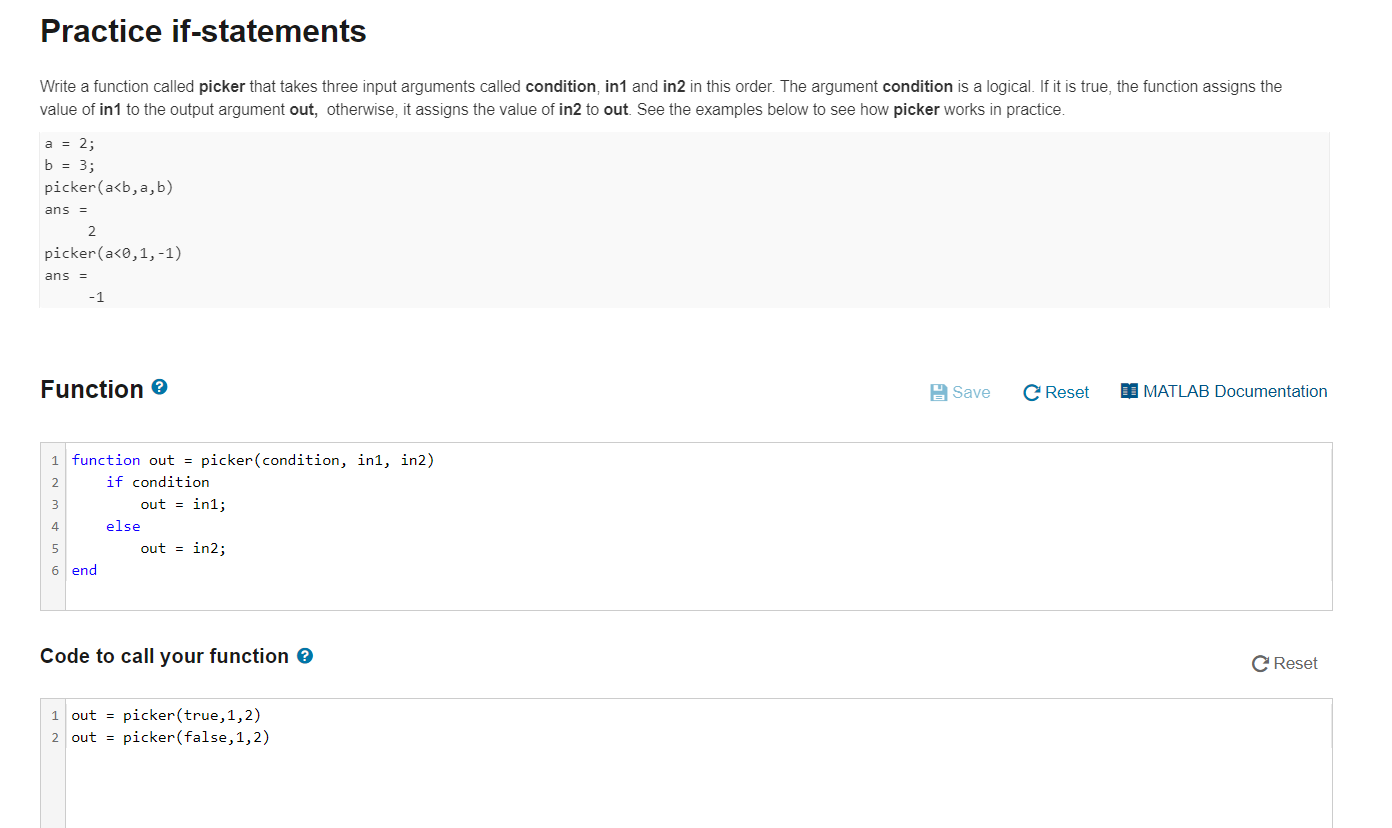 Practice if-statements
Write a function called picker that takes three input arguments called condition, in1 and in2 in this order. The argument condition is a logical. If it is true, the function assigns the
value of in1 to the output argument out,  otherwise, it assigns the value of in2 to out. See the examples below to see how picker works in practice.
a = 2;
b = 3;
picker(a<b,a,b)
ans =
     2
picker(a<0,1,-1)
ans =
     -1
Function ?
Save Reset MATLAB Documentation
1 function out = picker(condition, in1, in2)
2     if condition
3         out = in1;
4     else
5         out = in2;
6 end
Code to call your function ?
Reset
1 out = picker(true,1,2)
2 out = picker(false,1,2)